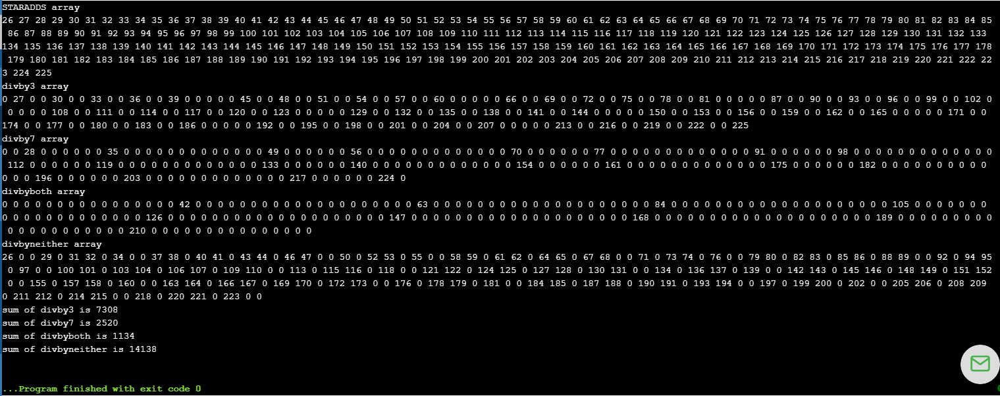 STARADDS array
26 27 28 29 30 31 32 33 34 35 36 37 38 39 40 41 42 43 44 45 46 47 48 49 50 51 52 53 54 55 56 57 58 59 60 61 62 63 64 65 66 67 68 69 70 71 72 73 74 75 76 77 78 79 80 81 82 83 84 85
86 87 88 89 90 91 92 93 94 95 96 97 98 99 100 101 102 103 104 105 106 107 108 109 110 111 112 113 114 115 116 117 118 119 120 121 122 123 124 125 126 127 128 129 130 131 132 133
134 135 136 137 138 139 140 141 142 143 144 145 146 147 148 149 150 151 152 153 154 155 156 157 158 159 160 161 162 163 164 165 166 167 168 169 170 171 172 173 174 175 176 177 178
179 180 181 182 183 184 185 186 187 188 189 190 191 192 193 194 195 196 197 198 199 200 201 202 203 204 205 206 207 208 209 210 211 212 213 214 215 216 217 218 219 220 221 222 22
3 224 225
divby3 array
0 27 0 0 30 0 0 33 0 0 36 0 0 39 0 0 0 0 0 45 0 0 48 0 0 51 0 0 54 0 0 57 0 0 60 0 0 0 0 0 66 0 0 69 0 0 72 0 0 75 0 0 78 0 0 81 0 0 0 0 0 87 0 0 90 0 0 93 0 0 96 0 0 99 0 0 102 0
0 0 0 0 108 0 0 111 0 0 114 0 0 117 0 0 120 0 0 123 0 0 0 0 0 129 0 0 132 0 0 135 0 0 138 0 0 141 0 0 144 0 0 0 0 0 150 0 0 153 0 0 156 0 0 159 0 0 162 0 0 165 0 0 0 0 0 171 0 0
174 0 0 177 0 0 180 0 0 183 0 0 186 0 0 0 0 0 192 0 0 195 0 0 198 0 0 201 0 0 204 0 0 207 0 0 0 0 0 213 0 0 216 0 0 219 0 0 222 0 0 225
divby7 array
0 0 28 0 0 0 0 0 0 35 0 0 0 0 0 0 0 0 0 0 0 0 0 49 0 0 0 0 0 0 56 0 0 0 0 0 0 0 0 0 0 0 0 0 70 0 0 0 0 0 0 77 0 0 0 0 0 0 0 0 0 0 0 0 0 91 0 0 0 0 0 0 98 0 0 0 0 0 0 0 0 0 0 0 0 0
112 0 0 0 0 0 0 119 0 0 0 0 0 0 0 0 0 0 0 0 0 133 0 0 0 0 0 0 140 0 0 0 0 0 0 0 0 0 0 0 0 0 154 0 0 0 0 0 0 161 0 0 0 0 0 0 0 0 0 0 0 0 0 175 0 0 0 0 0 0 182 0 0 0 0 0 0 0 0 0 0
0 0 0 196 0 0 0 0 0 0 203 0 0 0 0 0 0 0 0 0 0 0 0 0 217 0 0 0 0 0 0 224 0
divbyboth array
0 0 0 0 0 0 0 0 0 0 0 0 0 0 0 0 42 0 0 0 0 0 0 0 0 0 0 0 0 0 0 0 0 0 0 0 0 63 0 0 0 0 0 0 0 0 0 0 0 0 0 0 0 0 0 0 0 0 84 0 0 0 0 0 0 0 0 0 0 0 0 0 0 0 0 0 0 0 0 105 0 0 0 0 0 0 0
0 0 0 0 0 0 0 0 0 0 0 0 0 126 0 0 0 0 0 0 0 0 0 0 0 0 0 0 0 0 0 0 0 0 147 0 0 0 0 0 0 0 0 0 0 0 0 0 0 0 0 0 0 0 0 168 0 0 0 0 0 0 0 0 0 0 0 0 0 0 0 0 0 0 0 0 189 0 0 0 0 0 0 0 0 0
0 0 0 0 0 0 0 0 0 0 0 210 0 0 0 0 0 0 0 0 0 0 0 0 0 0 0
divbyneither array
26 0 0 29 0 31 32 0 34 0 0 37 38 0 40 41 0 43 44 0 46 47 0 0 50 0 52 53 0 55 0 0 58 59 0 61 62 0 64 65 0 67 68 0 0 71 0 73 74 0 76 0 0 79 80 0 82 83 0 85 86 0 88 89 0 0 92 0 94 95
0 97 0 0 100 101 0 103 104 0 106 107 0 109 110 0 0 113 0 115 116 0 118 0 0 121 122 0 124 125 0 127 128 0 130 131 0 0 134 0 136 137 0 139 0 0 142 143 0 145 146 0 148 149 0 151 152
0 0 155 0 157 158 0 160 0 0 163 164 0 166 167 0 169 170 0 172 173 0 0 176 0 178 179 0 181 0 0 184 185 0 187 188 0 190 191 0 193 194 0 0 197 0 199 200 0 202 0 0 205 206 0 208 209
0 211 212 0 214 215 0 0 218 0 220 221 0 223 0 0
sum of divby3 is 7308
sum of divby7 is 2520
sum of divbyboth is 1134
sum of divbyneither is 14138
...Program finished with exit code 0